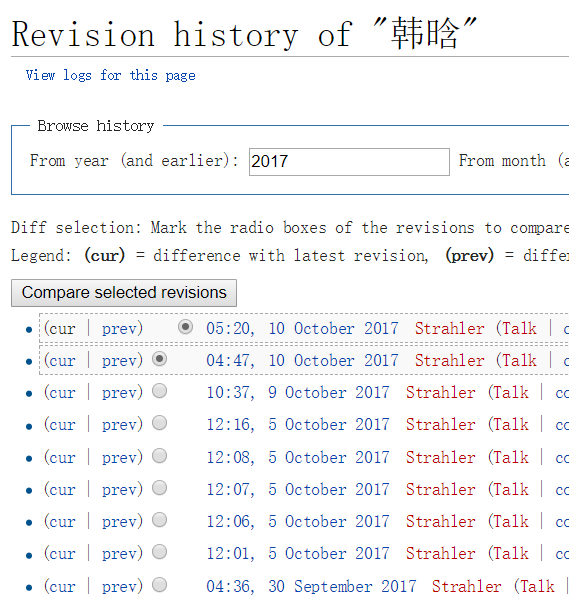 Revision history of "韩晗"
View logs for this page
Browse history
From year (and earlier): 2017 From month (a
Diff selection: Mark the radio boxes of the revisions to compare
Legend: (cur) = difference with latest revision, (prev) = diffe
Compare selected revisions
(cur | prev) 05:20, 10 October 2017 Strahler (Talk | c
(cur | prev) 04:47, 10 October 2017 Strahler (Talk | c
(cur | prev) 10:37, 9 October 2017 Strahler (Talk | co
(cur | prev) 12:16, 5 October 2017 Strahler (Talk | co
(cur | prev) 12:08, 5 October 2017 Strahler (Talk | co
(cur | prev) 12:07, 5 October 2017 Strahler (Talk | co
(cur | prev) 12:06, 5 October 2017 Strahler (Talk | co
(cur | prev) 12:01, 5 October 2017 Strahler (Talk | co
(cur | prev) 04:36, 30 September 2017 Strahler (Talk |